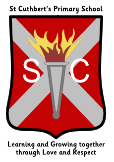 St Cuthbert's Primary School
S C
Learning and Growing together
through Love and Respect